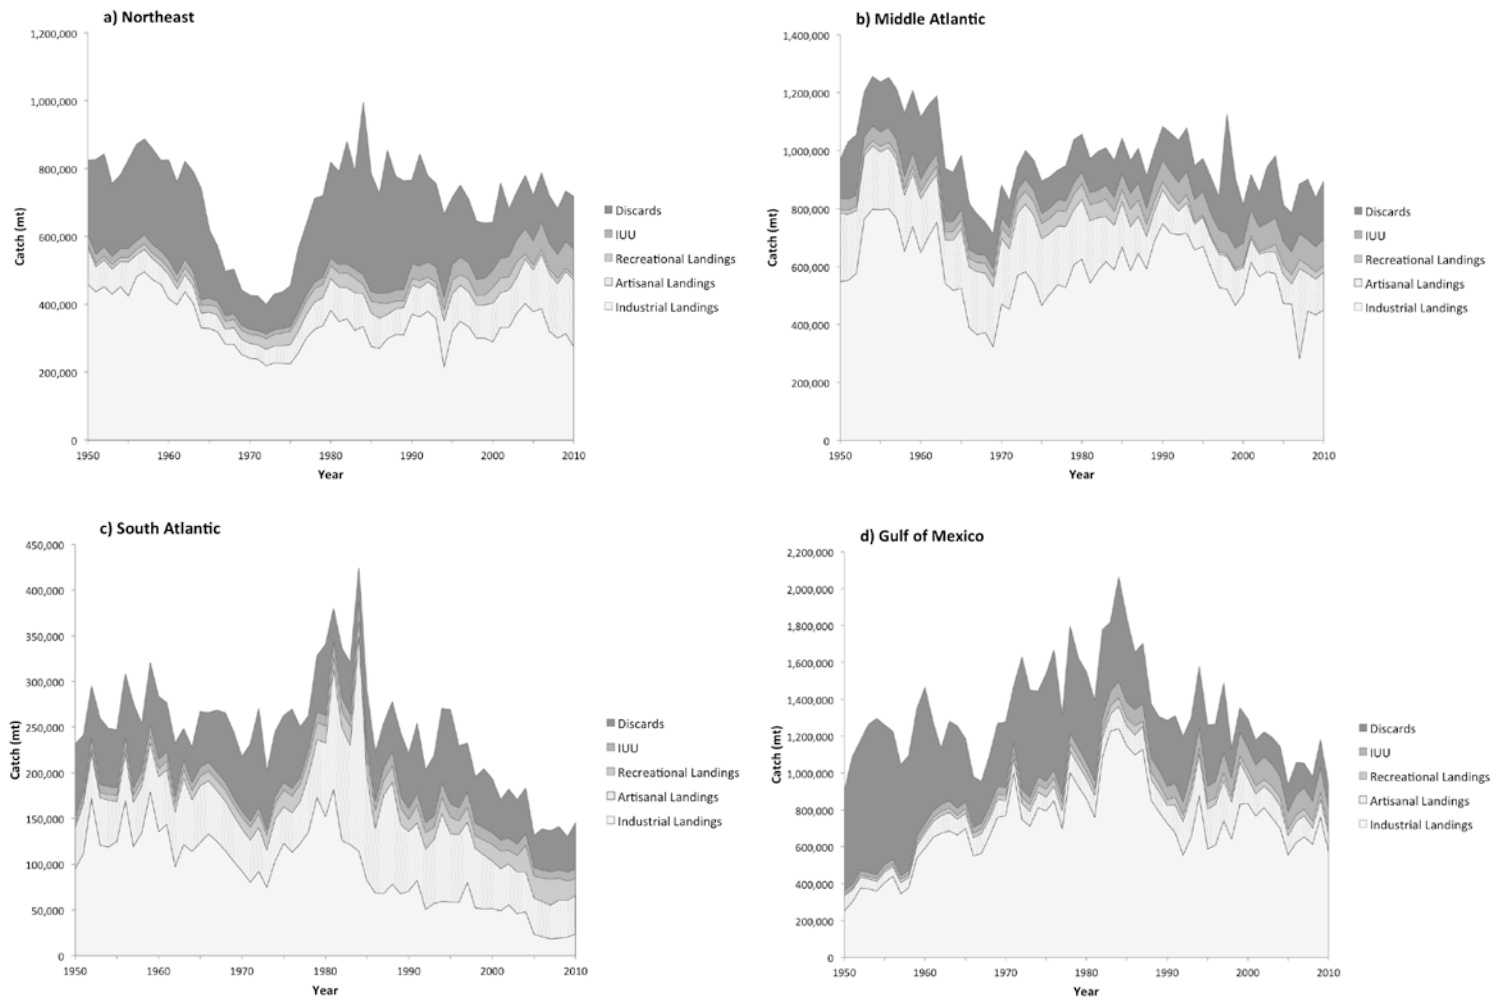 a) Northeast
1,200,000
1,000,000
800,000
600,000
400,000
200,000
0
Catch (mt)
1950 1960 1970 1980 1990 2000 2010
Year
Discards
IUU
Recreational Landings
Artisanal Landings
Industrial Landings
b) Middle Atlantic
1,400,000
1,200,000
1,000,000
800,000
600,000
400,000
200,000
0
Catch (mt)
1950 1960 1970 1980 1990 2000 2010
Year
Discards
IUU
Recreational Landings
Artisanal Landings
Industrial Landings
c) South Atlantic
450,000
400,000
350,000
300,000
250,000
200,000
150,000
100,000
50,000
0
Catch (mt)
1950 1960 1970 1980 1990 2000 2010
Year
Discards
IUU
Recreational Landings
Artisanal Landings
Industrial Landings
d) Gulf of Mexico
2,200,000
2,000,000
1,800,000
1,600,000
1,400,000
1,200,000
1,000,000
800,000
600,000
400,000
200,000
0
Catch (mt)
1950 1960 1970 1980 1990 2000 2010
Year
Discards
IUU
Recreational Landings
Artisanal Landings
Industrial Landings